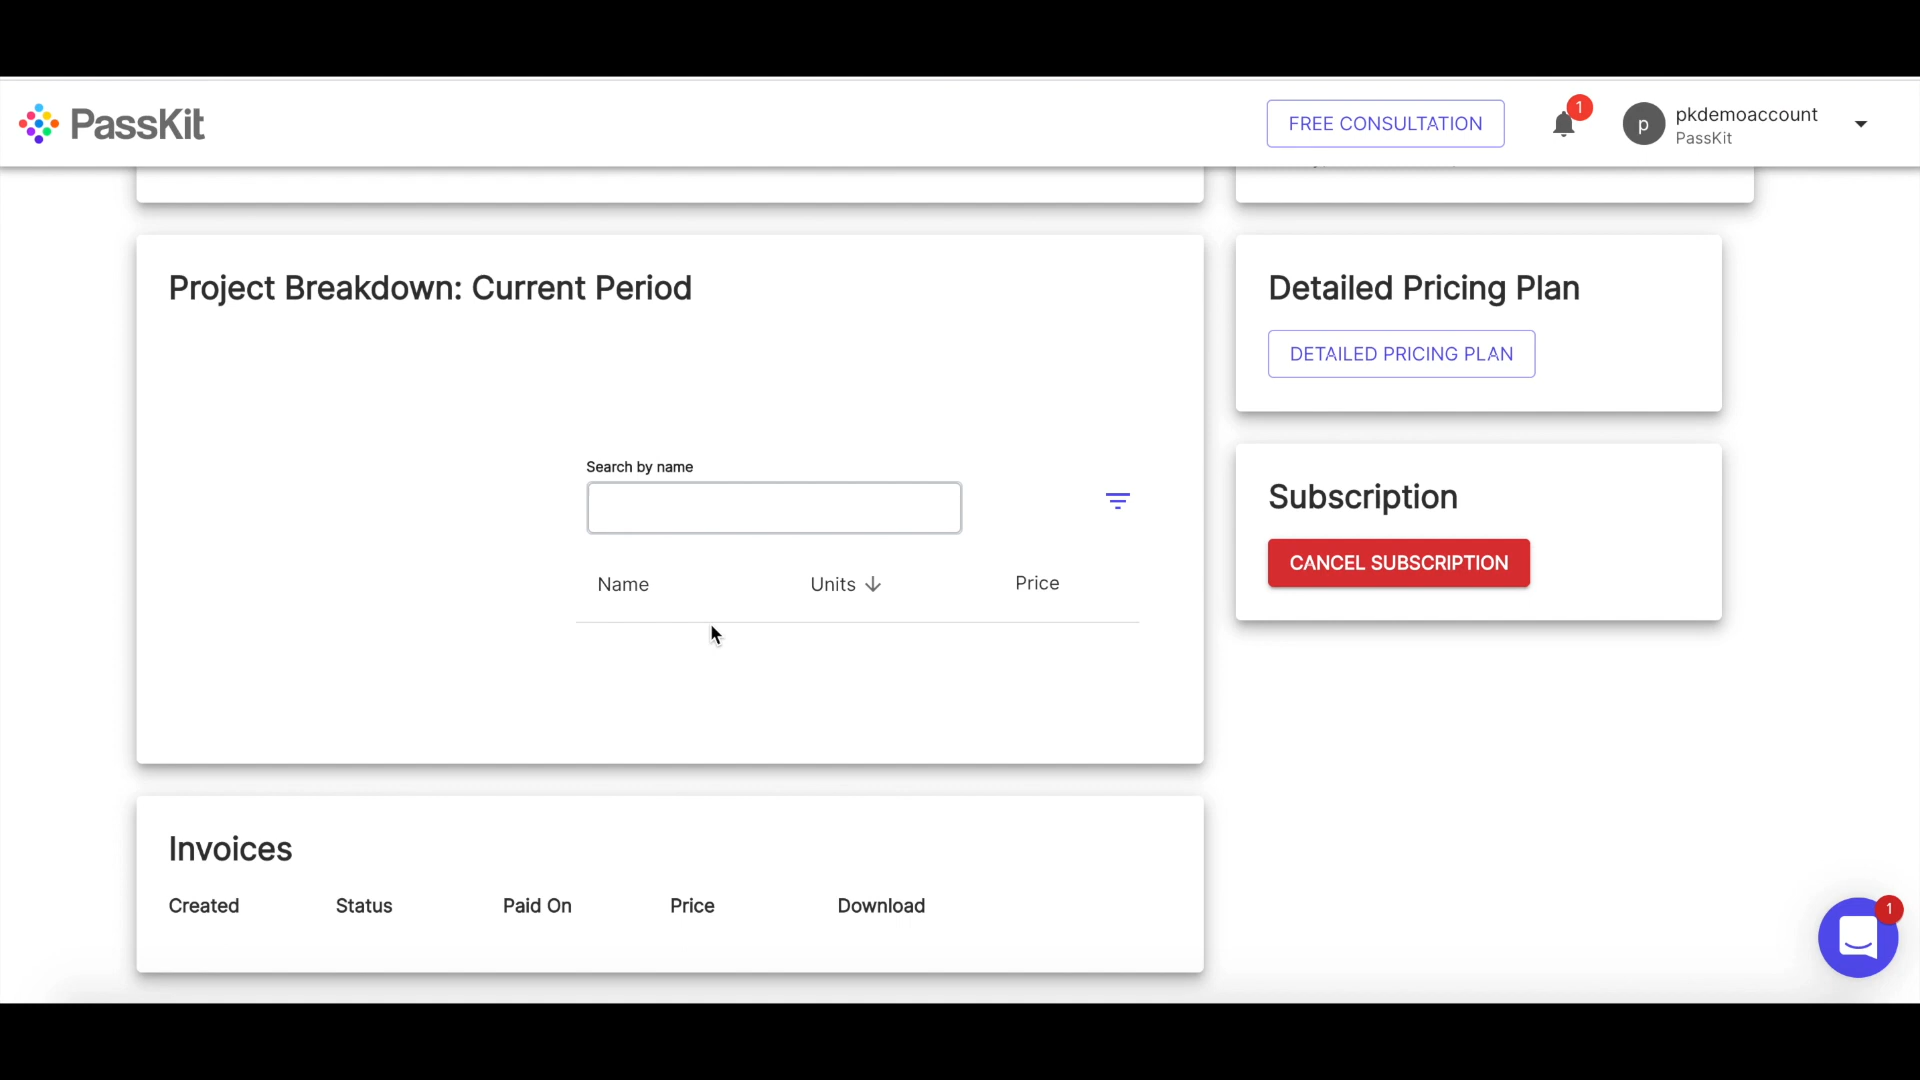 PassKit
FREE CONSULTATION
1
p
pkdemoaccount
PassKit
Project Breakdown: Current Period
Search by name
Name
Units
Price
Detailed Pricing Plan
DETAILED PRICING PLAN
Subscription
CANCEL SUBSCRIPTION
Invoices
Created
Status
Paid On
Price
Download
1